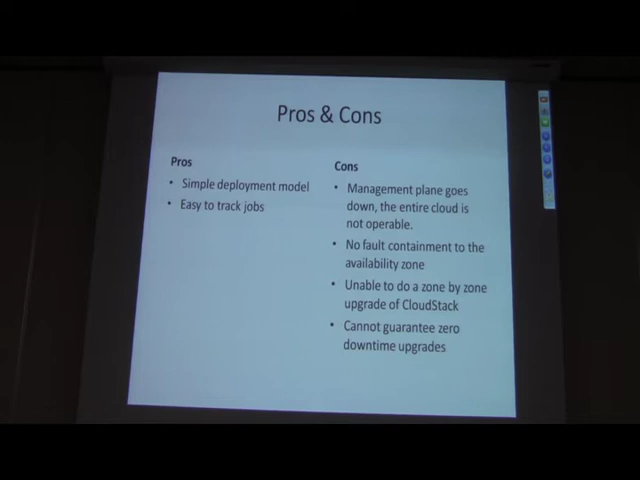 Pros & Cons
Pros
• Simple deployment model
• Easy to track jobs
Cons
• Management plane goes
down, the entire cloud is
not operable.
• No fault containment to the
availability zone
• Unable to do a zone by zone
upgrade of CloudStack
• Cannot guarantee zero
downtime upgrades